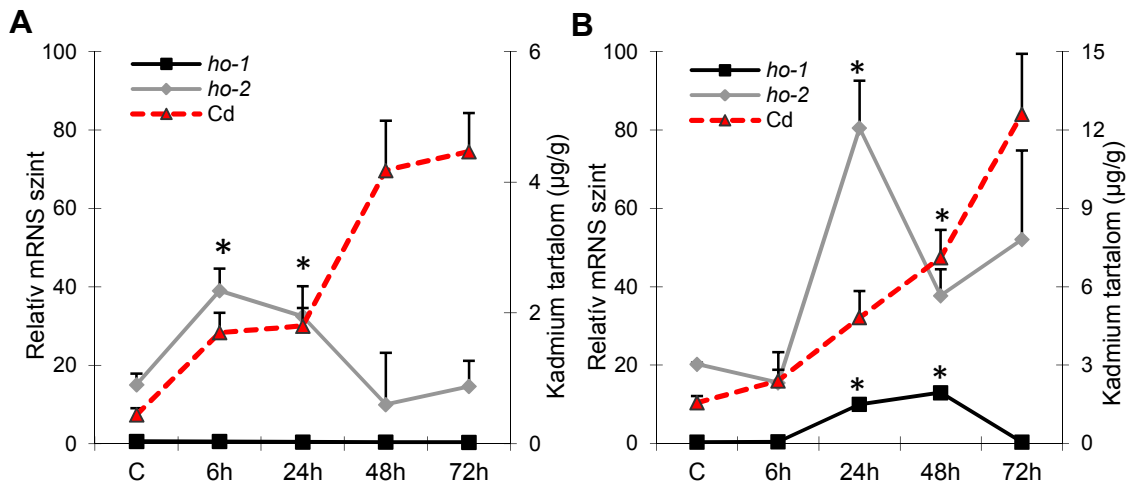 A
Relatív mRNS szint
100
80
60
40
20
0
ho-1
ho-2
Cd
*
*
6
4
2
0
Kadmium tartalom (µg/g)
C 6h 24h 48h 72h
B
Relatív mRNS szint
100
80
60
40
20
0
ho-1
ho-2
Cd
*
*
*
*
15
12
9
6
3
0
Kadmium tartalom (µg/g)
C 6h 24h 48h 72h